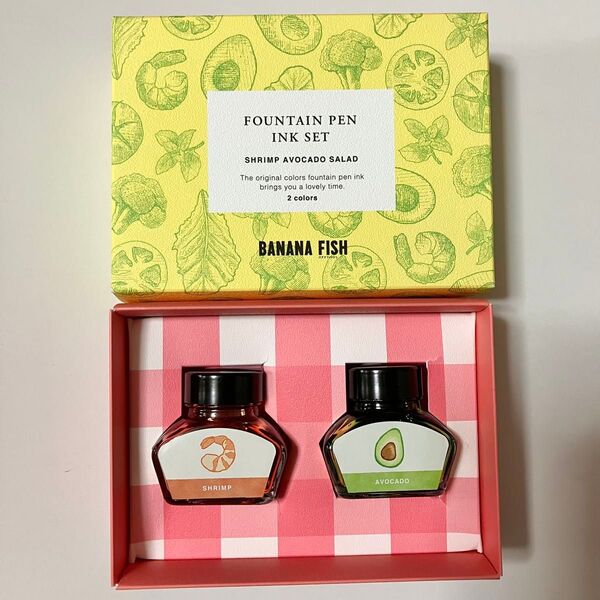 FOUNTAIN PEN
INK SET
SHRIMP AVOCADO SALAD
The original colors fountain pen ink
brings you a lovely time.
2 colors
BANANA FISH
SHRIMP
AVOCADO